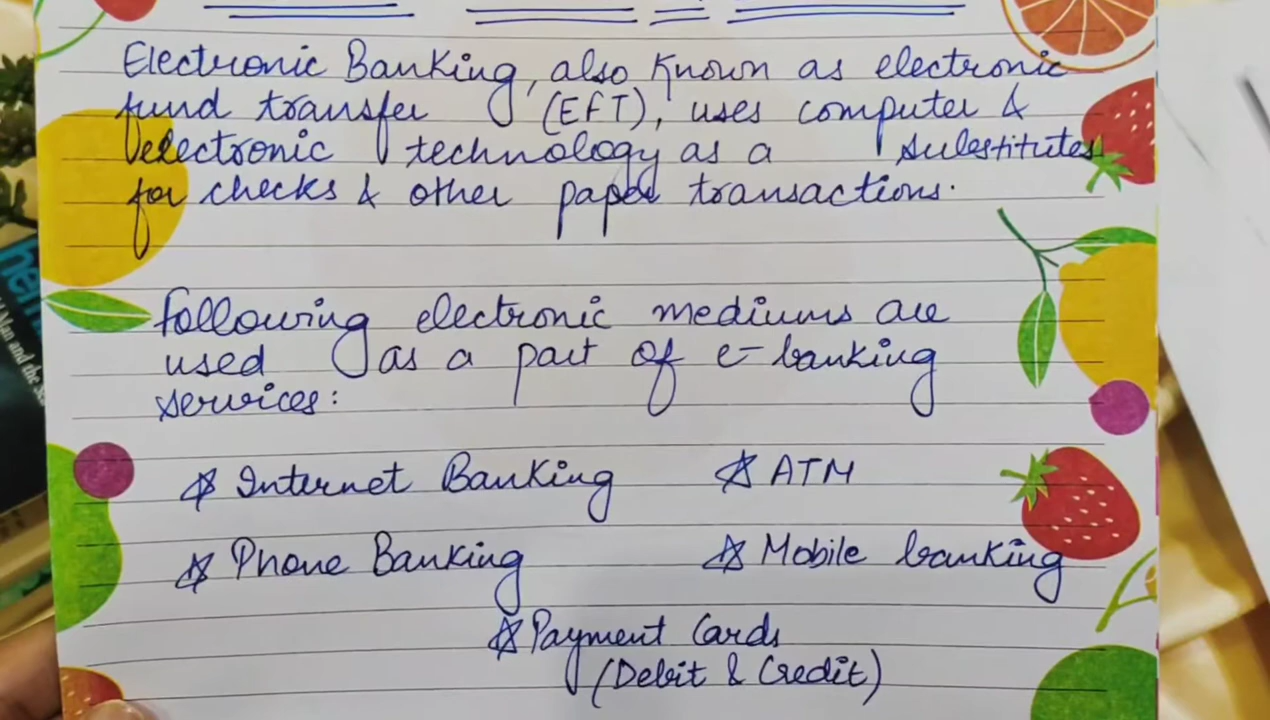 Electronic Banking, also known as electronic
fund transfer (EFT), uses computer &
electronic technology as a substitutes
for checks & other paper transactions.
Following electronic mediums are
used as a part of e-banking
services:
☆ Internet Banking ☆ ATM
☆ Phone Banking ☆ Mobile banking
☆ Payment Cards
(Debit & Credit)